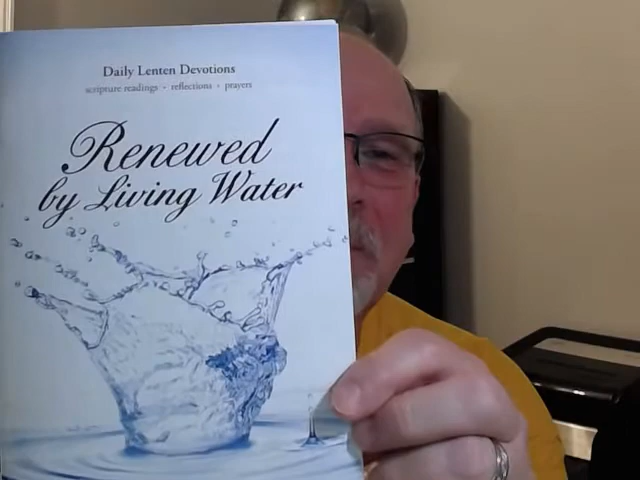 Daily Lenten Devotions
scripture readings • reflections • prayers
Renewed
by Living Water